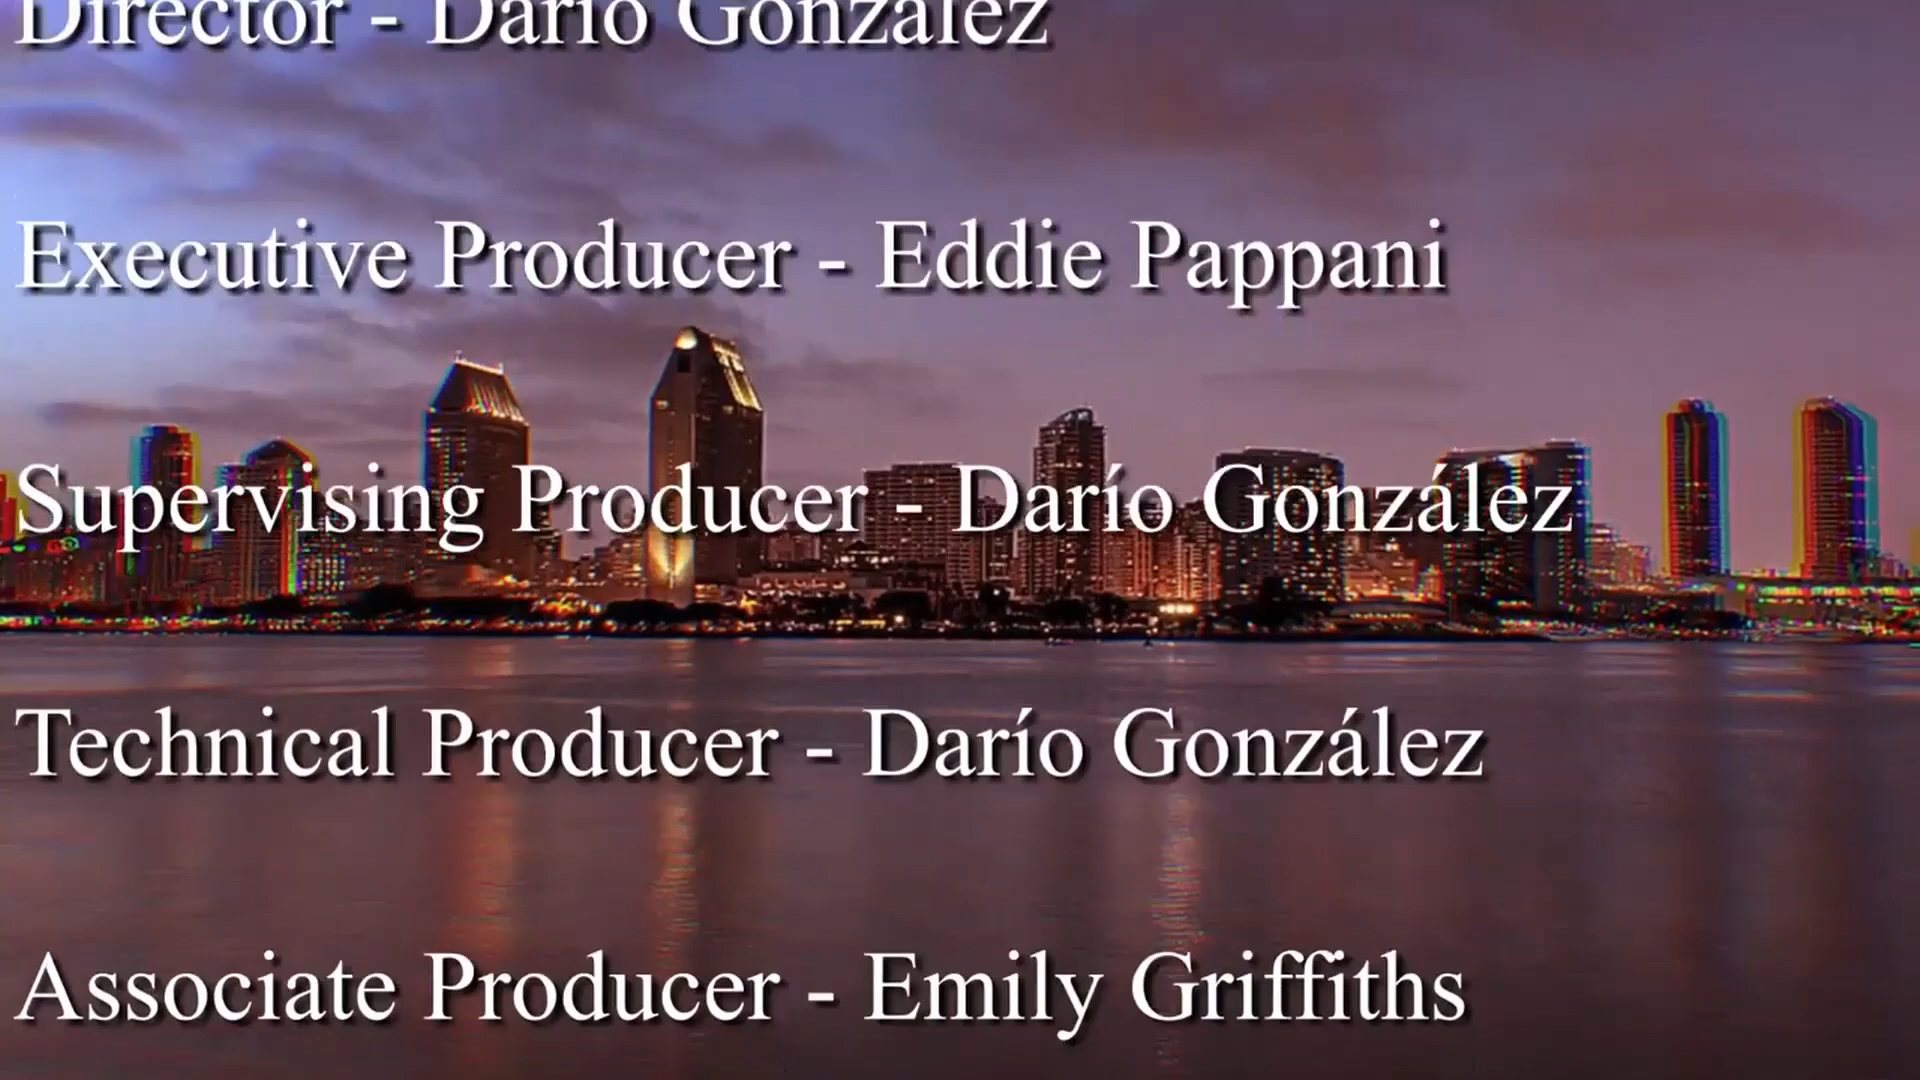 Director - Darío González
Executive Producer - Eddie Pappani
Supervising Producer - Darío González
Technical Producer - Darío González
Associate Producer - Emily Griffiths